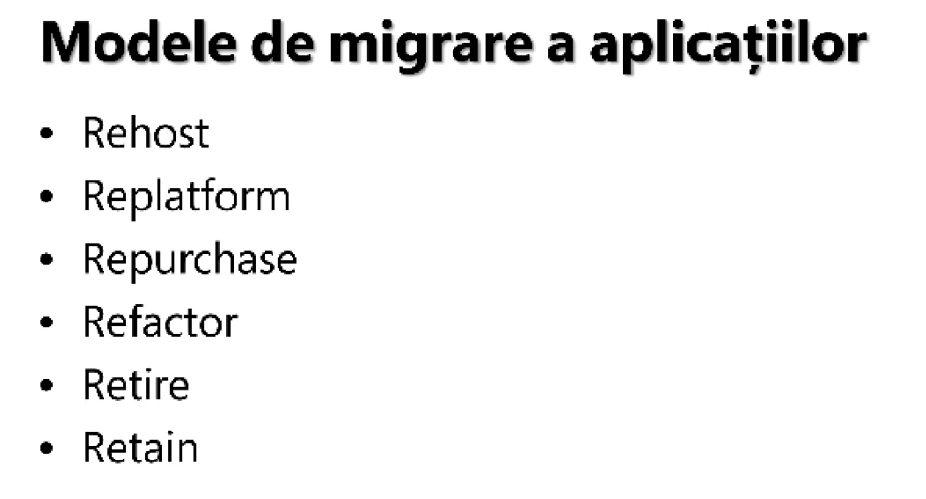 Modele de migrare a aplicațiilor
• Rehost
• Replatform
• Repurchase
• Refactor
• Retire
• Retain